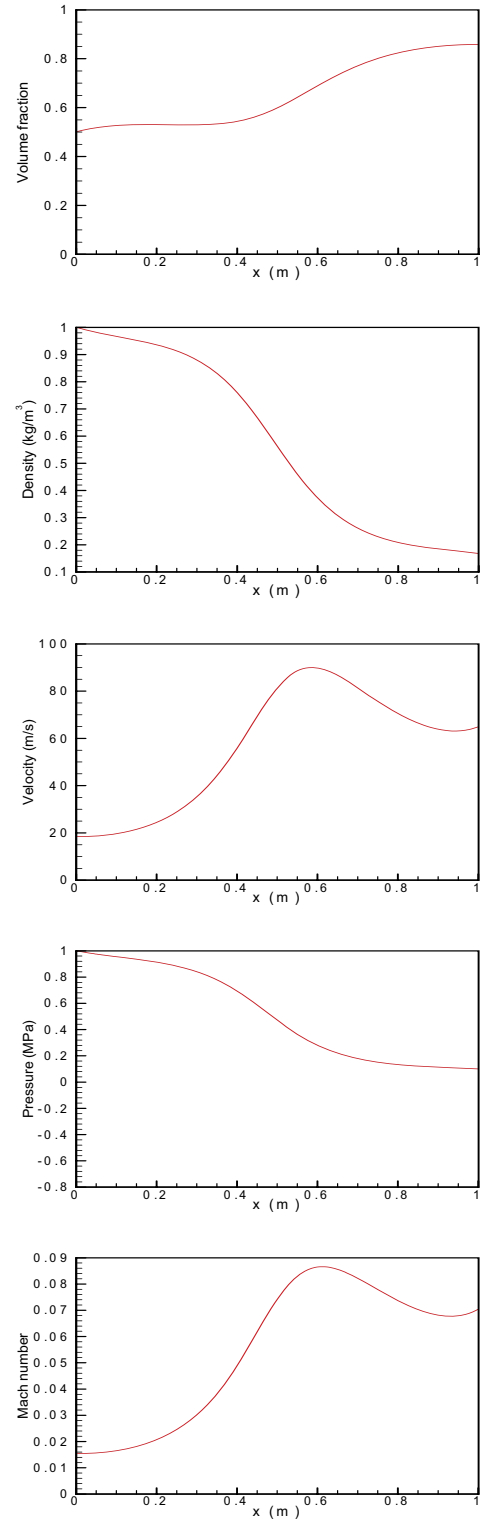 1
0.8
0.6
0.4
0.2
0
Volume fraction
0 0.2 0.4 0.6 0.8 1
x (m)
1
0.9
0.8
0.7
0.6
0.5
0.4
0.3
0.2
0.1
Density (kg/m³)
0 0.2 0.4 0.6 0.8 1
x (m)
100
80
60
40
20
0
Velocity (m/s)
0 0.2 0.4 0.6 0.8 1
x (m)
1
0.8
0.6
0.4
0.2
0
-0.2
-0.4
-0.6
-0.8
Pressure (MPa)
0 0.2 0.4 0.6 0.8 1
x (m)
0.09
0.08
0.07
0.06
0.05
0.04
0.03
0.02
0.01
0
Mach number
0 0.2 0.4 0.6 0.8 1
x (m)